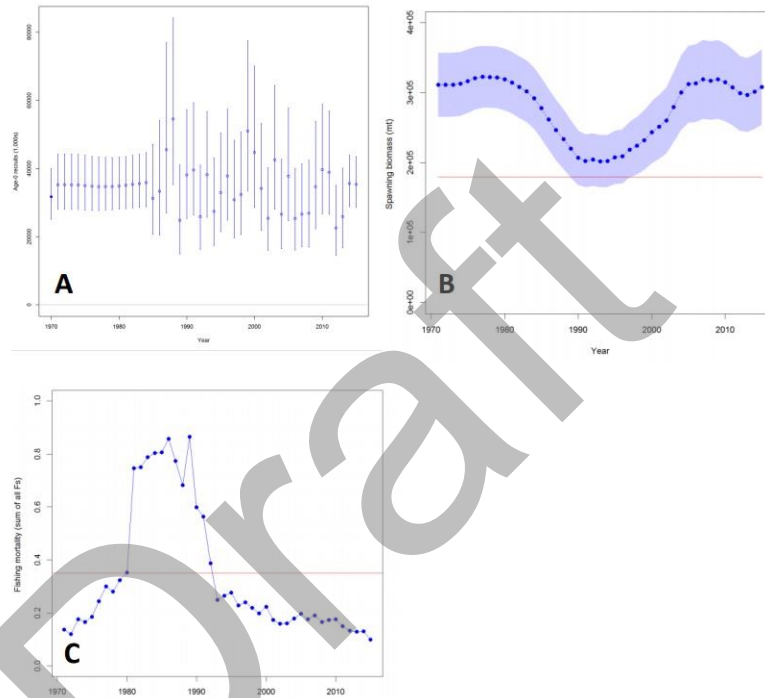 Age-0 recruits (1,000s)
80000
60000
40000
20000
0
A
1970
1980
1990
2000
2010
Year
Spawning biomass (mt)
4e+05
3e+05
2e+05
1e+05
0e+00
B
1970
1980
1990
2000
2010
Year
Fishing mortality (sum of all Fs)
1.0
0.8
0.6
0.4
0.2
0.0
C
1970
1980
1990
2000
2010
Draft